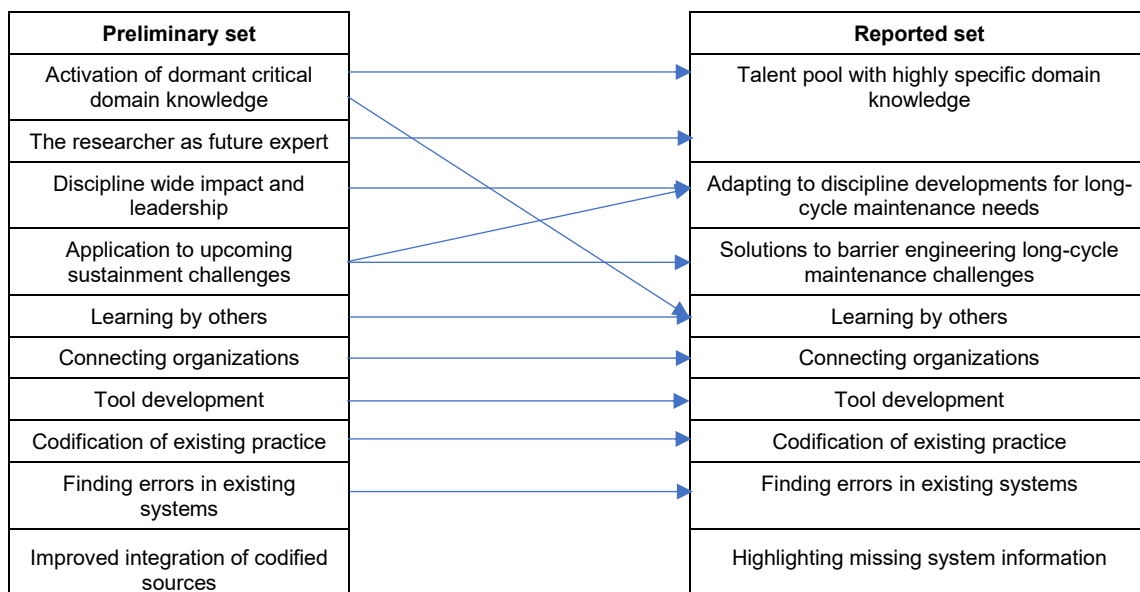 Preliminary set
Reported set
Activation of dormant critical
domain knowledge
Talent pool with highly specific domain
knowledge
The researcher as future expert
Discipline wide impact and
leadership
Adapting to discipline developments for long-
cycle maintenance needs
Application to upcoming
sustainment challenges
Solutions to barrier engineering long-cycle
maintenance challenges
Learning by others
Learning by others
Connecting organizations
Connecting organizations
Tool development
Tool development
Codification of existing practice
Codification of existing practice
Finding errors in existing
systems
Finding errors in existing systems
Improved integration of codified
sources
Highlighting missing system information